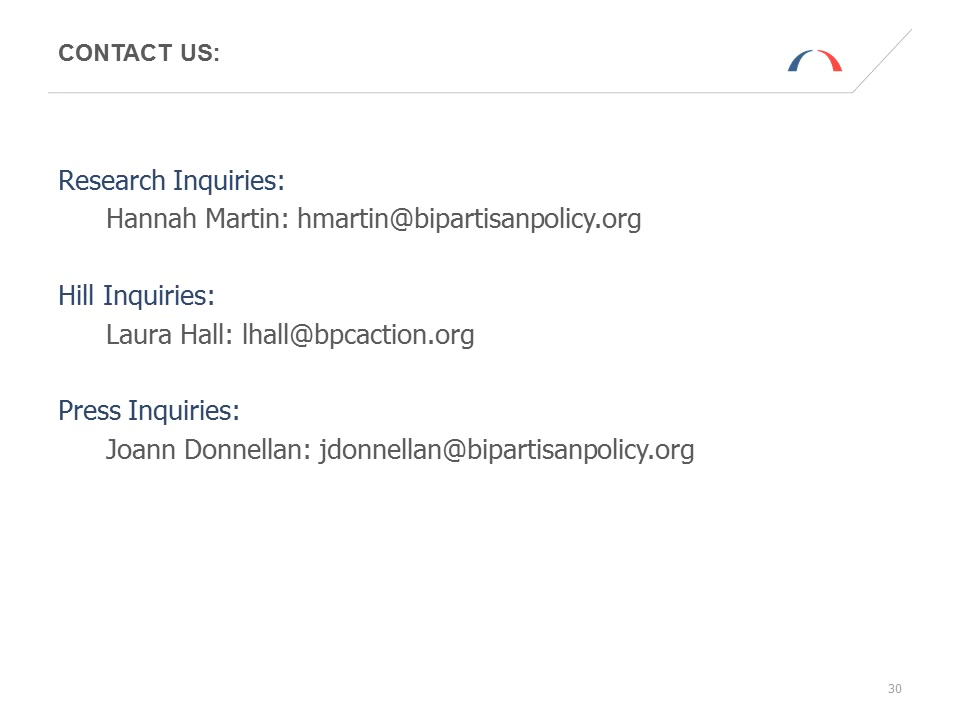 CONTACT US:
Research Inquiries:
Hannah Martin: hmartin@bipartisanpolicy.org
Hill Inquiries:
Laura Hall: lhall@bpcaction.org
Press Inquiries:
Joann Donnellan: jdonnellan@bipartisanpolicy.org
30